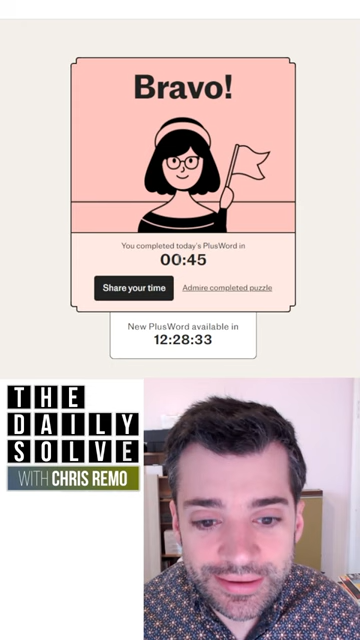 Bravo!
You completed today's PlusWord in
00:45
Share your time
Admire completed puzzle
New PlusWord available in
12:28:33
THE
DAILY
SOLVE
WITH CHRIS REMO